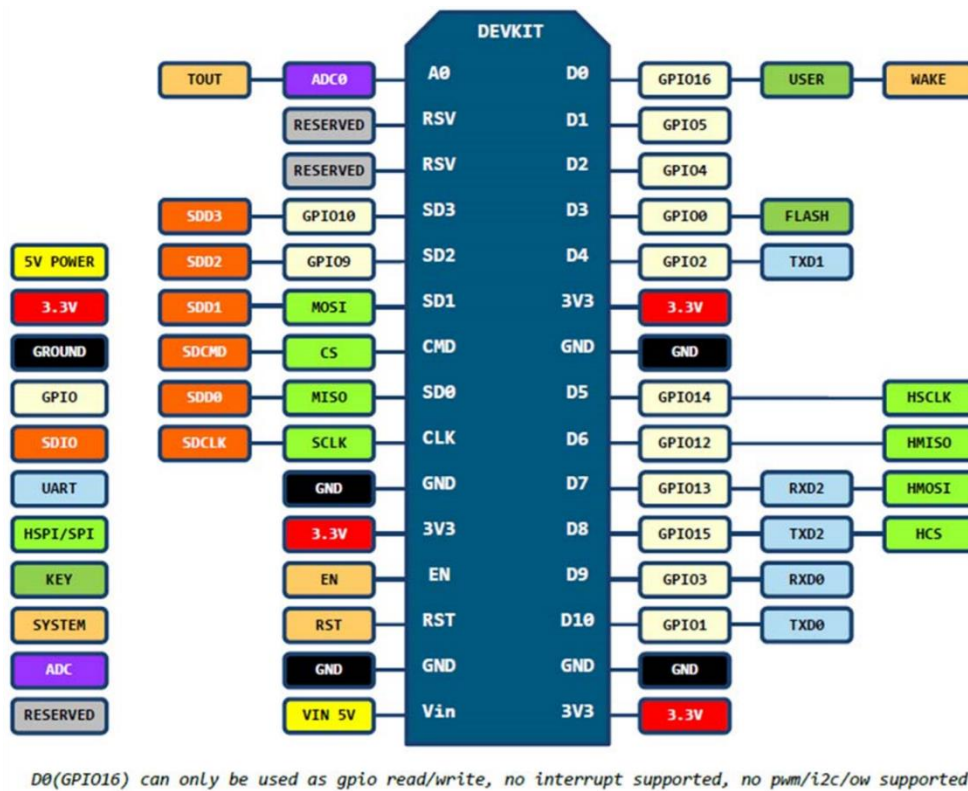 DEVKIT
TOUT ADC0 A0 D0 GPIO16 USER WAKE
RESERVED RSV D1 GPIO5
RESERVED RSV D2 GPIO4
SDD3 GPIO10 SD3 D3 GPIO0 FLASH
5V POWER SDD2 GPIO9 SD2 D4 GPIO2 TXD1
3.3V SDD1 MOSI SD1 3V3 3.3V
GROUND SDCMD CS CMD GND GND
GPIO SDD0 MISO SD0 D5 GPIO14 HSCLK
SDIO SDCLK SCLK CLK D6 GPIO12 HMISO
UART GND GND D7 GPIO13 RXD2 HMOSI
HSPI/SPI 3.3V 3V3 D8 GPIO15 TXD2 HCS
KEY EN EN D9 GPIO3 RXD0
SYSTEM RST RST D10 GPIO1 TXD0
ADC GND GND GND GND
RESERVED VIN 5V Vin 3V3 3.3V
D0(GPIO16) can only be used as gpio read/write, no interrupt supported, no pwm/i2c/ow supported